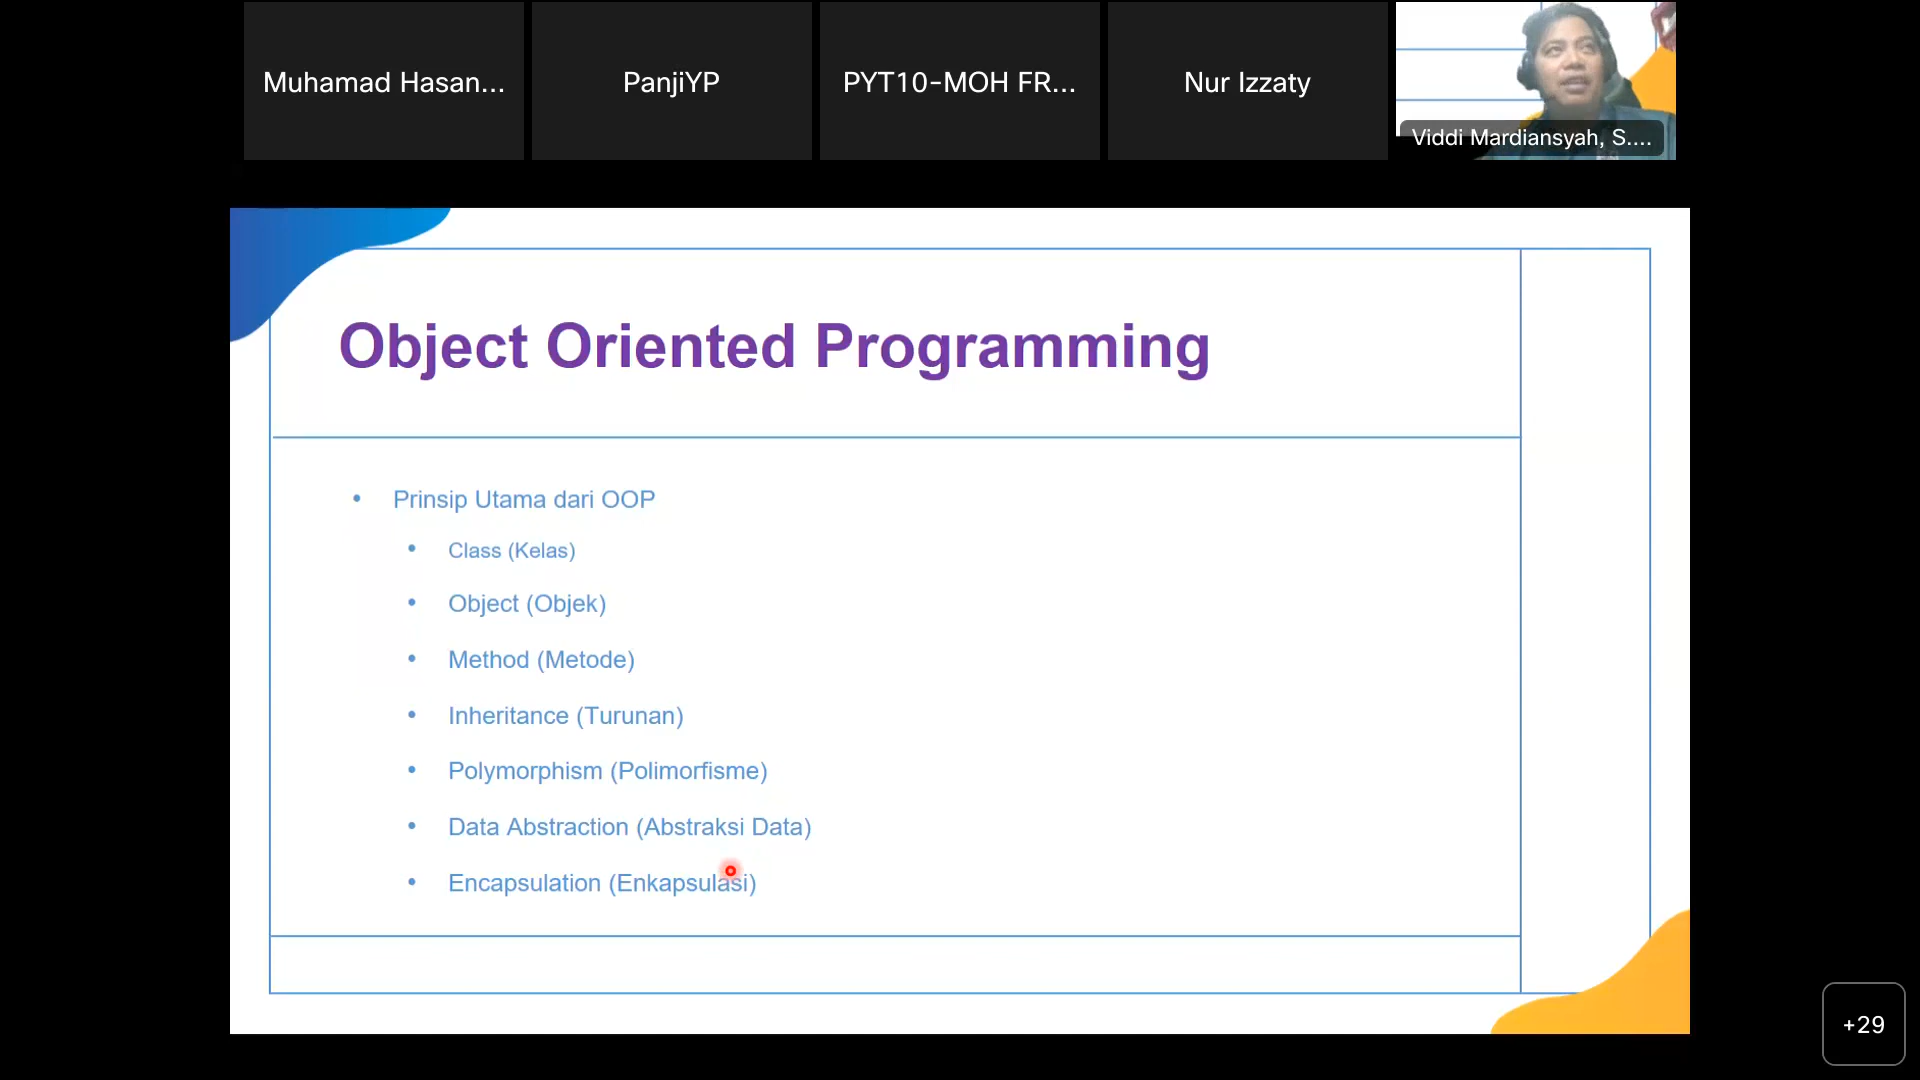 Muhamad Hasan...
PanjiYP
PYT10-MOH FR...
Nur Izzaty
Viddi Mardiansyah, S....
Object Oriented Programming
• Prinsip Utama dari OOP
• Class (Kelas)
• Object (Objek)
• Method (Metode)
• Inheritance (Turunan)
• Polymorphism (Polimorfisme)
• Data Abstraction (Abstraksi Data)
• Encapsulation (Enkapsulasi)
+29